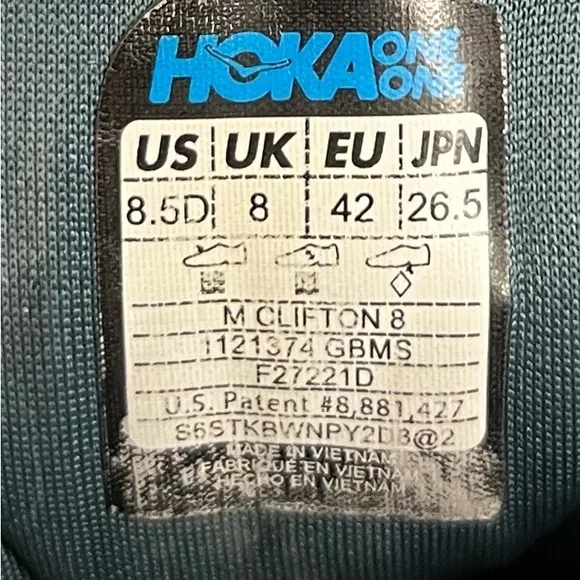 HOKA ONE ONE
US UK EU JPN
8.5D 8 42 26.5
M CLIFTON 8
1121374 GBMS
F27221D
U.S. Patent #8,881,427
S6STKBWNPY2D3@2
MADE IN VIETNAM
FABRIQUÉ EN VIETNAM
HECHO EN VIETNAM